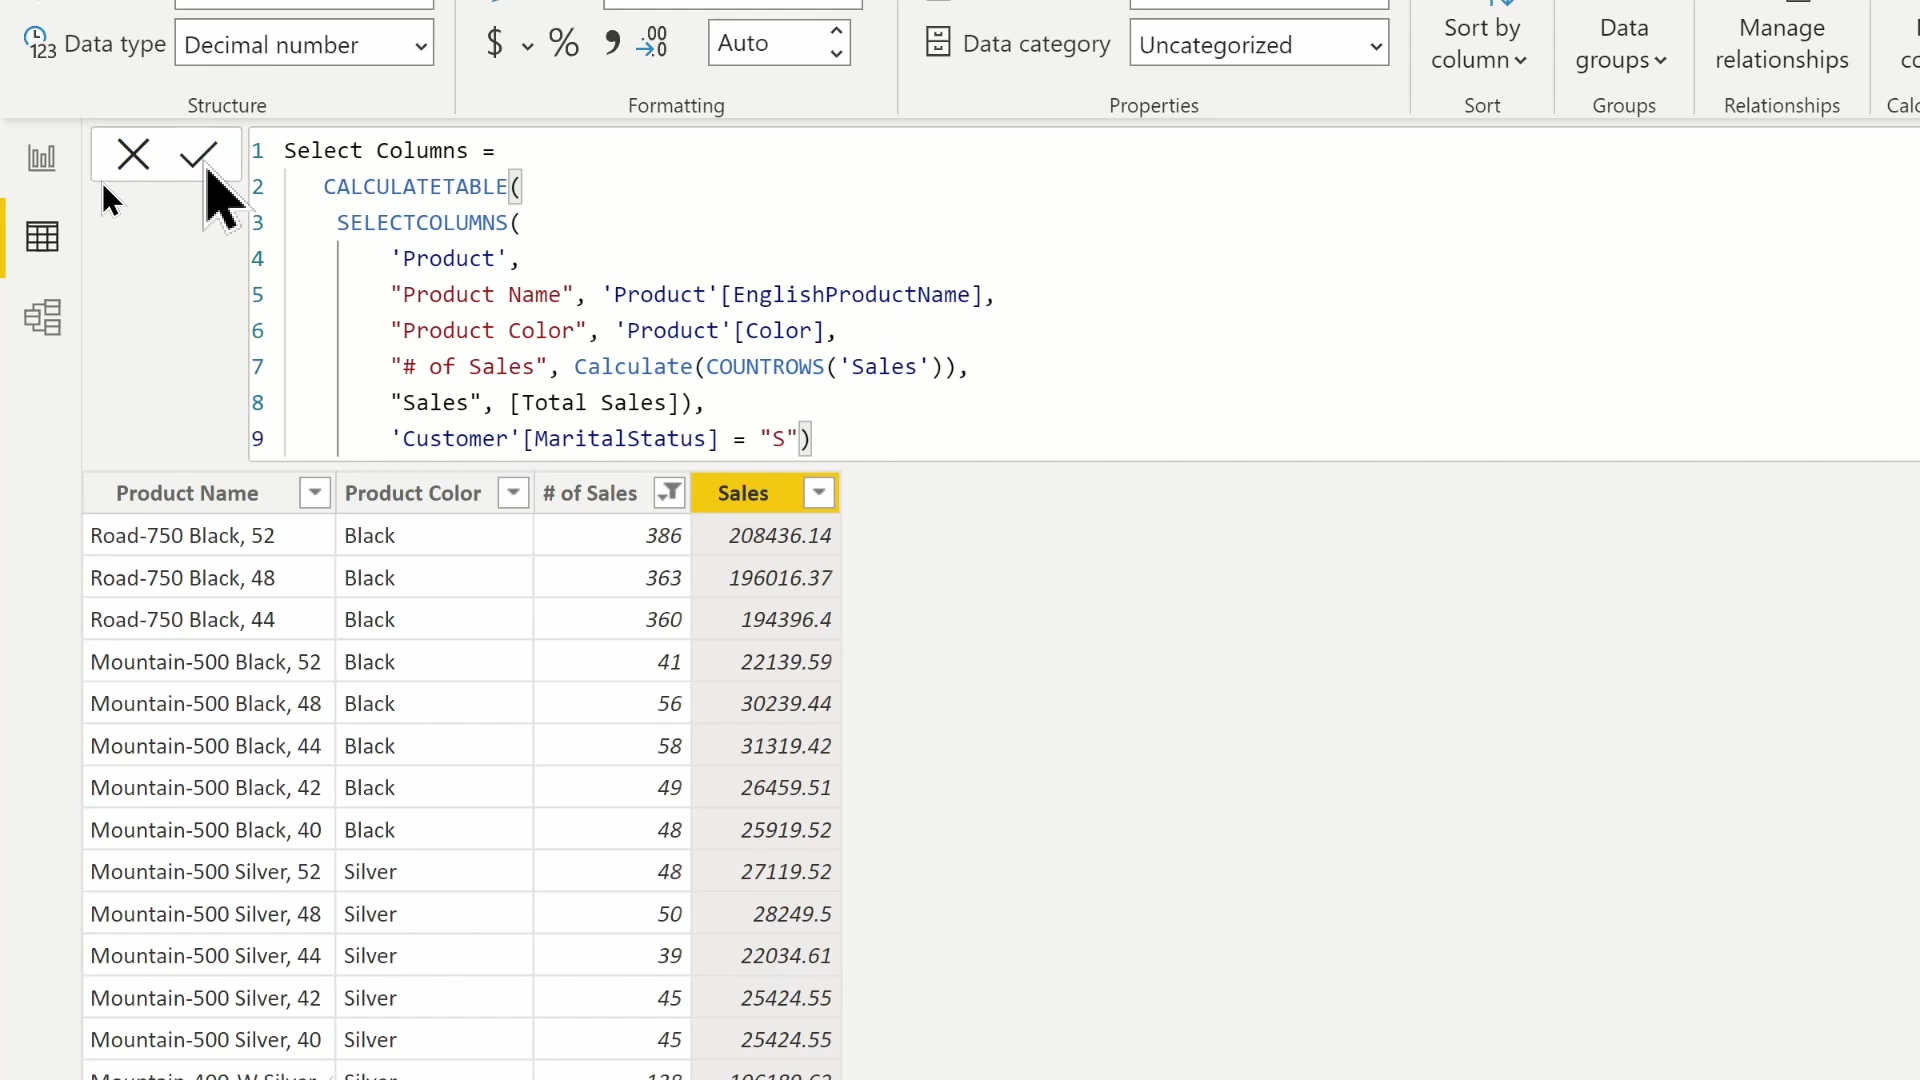 Data type Decimal number
$ % , .00 →.0 Auto
Data category Uncategorized
Sort by column
Data groups
Manage relationships
Structure
Formatting
Properties
Sort
Groups
Relationships
1 Select Columns =
2 CALCULATETABLE(
3 SELECTCOLUMNS(
4 'Product',
5 "Product Name", 'Product'[EnglishProductName],
6 "Product Color", 'Product'[Color],
7 "# of Sales", Calculate(COUNTROWS('Sales')),
8 "Sales", [Total Sales]),
9 'Customer'[MaritalStatus] = "S")
Product Name Product Color # of Sales Sales
Road-750 Black, 52 Black 386 208436.14
Road-750 Black, 48 Black 363 196016.37
Road-750 Black, 44 Black 360 194396.4
Mountain-500 Black, 52 Black 41 22139.59
Mountain-500 Black, 48 Black 56 30239.44
Mountain-500 Black, 44 Black 58 31319.42
Mountain-500 Black, 42 Black 49 26459.51
Mountain-500 Black, 40 Black 48 25919.52
Mountain-500 Silver, 52 Silver 48 27119.52
Mountain-500 Silver, 48 Silver 50 28249.5
Mountain-500 Silver, 44 Silver 39 22034.61
Mountain-500 Silver, 42 Silver 45 25424.55
Mountain-500 Silver, 40 Silver 45 25424.55